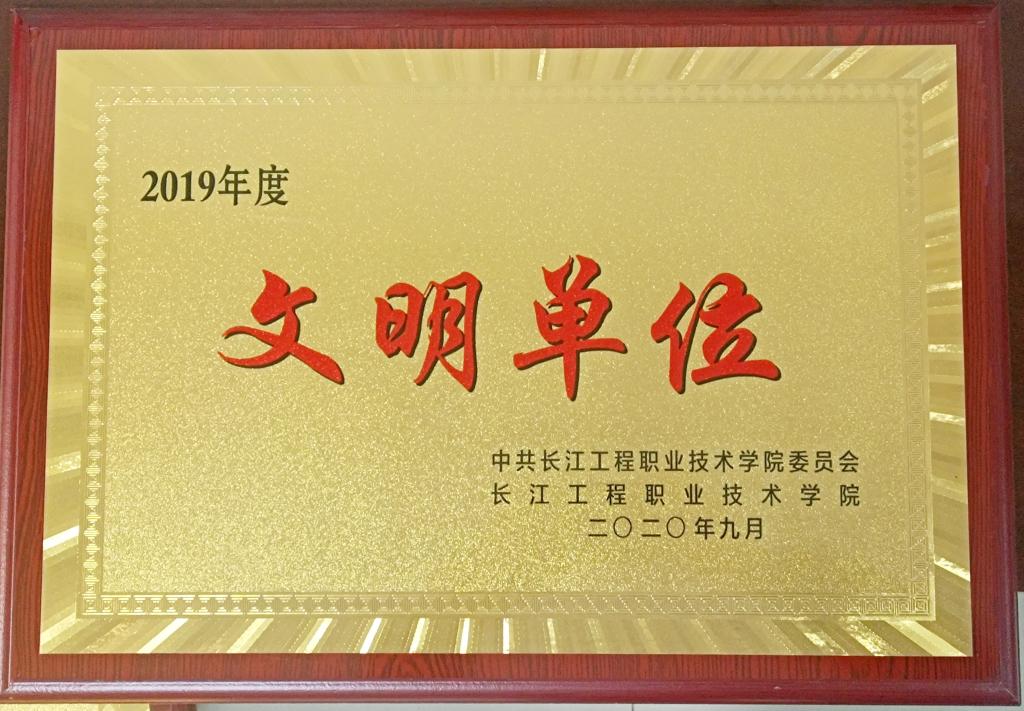 2019年度
文明单位
中共长江工程职业技术学院委员会
长江工程职业技术学院
二〇二〇年九月